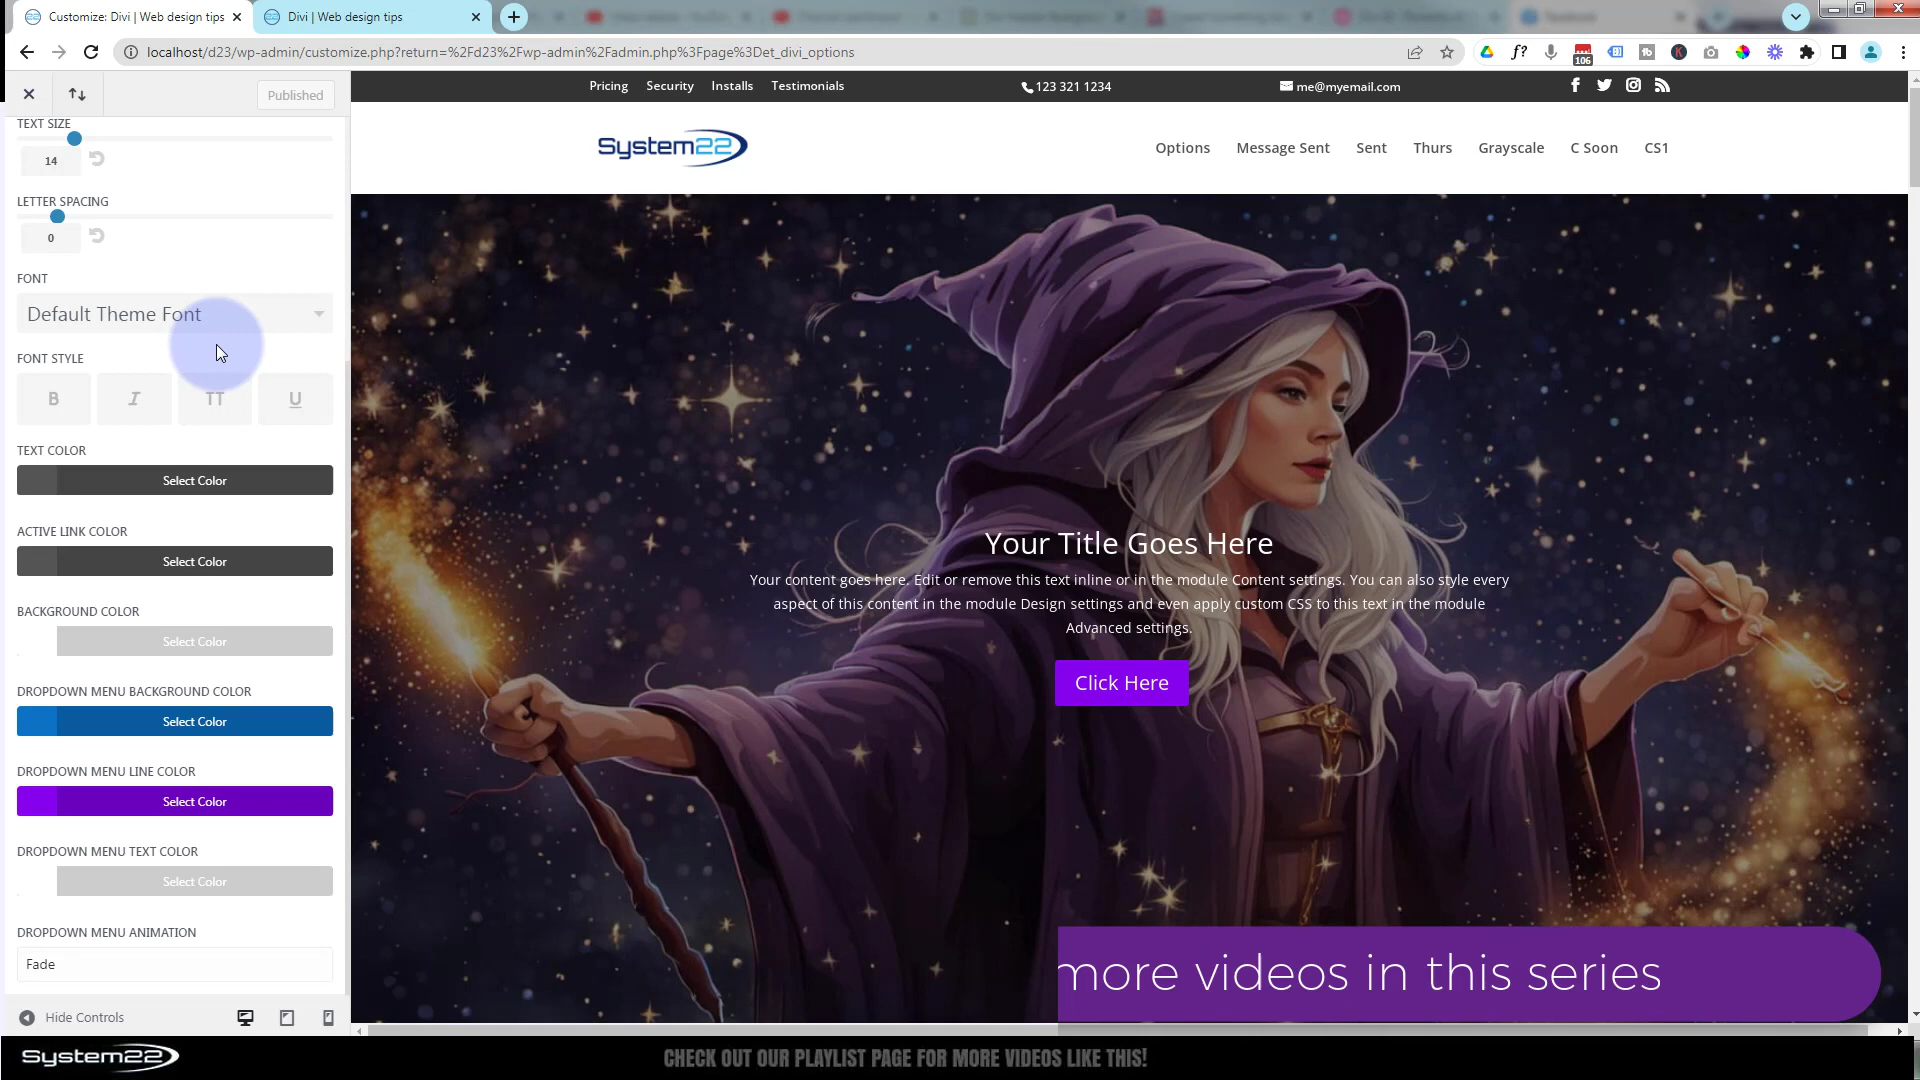 Customize: Divi | Web design tips
Divi | Web design tips
localhost/d23/wp-admin/customize.php?return=%2Fd23%2Fwp-admin%2Fadmin.php%3Fpage%3Det_divi_options
106
Published
TEXT SIZE
14
LETTER SPACING
0
FONT
Default Theme Font
FONT STYLE
B I TT U
TEXT COLOR
Select Color
ACTIVE LINK COLOR
Select Color
BACKGROUND COLOR
Select Color
DROPDOWN MENU BACKGROUND COLOR
Select Color
DROPDOWN MENU LINE COLOR
Select Color
DROPDOWN MENU TEXT COLOR
Select Color
DROPDOWN MENU ANIMATION
Fade
Hide Controls
Pricing Security Installs Testimonials 123 321 1234 me@myemail.com
System22 Options Message Sent Sent Thurs Grayscale C Soon CS1
Your Title Goes Here
Your content goes here. Edit or remove this text inline or in the module Content settings. You can also style every
aspect of this content in the module Design settings and even apply custom CSS to this text in the module
Advanced settings.
Click Here
more videos in this series
System22 CHECK OUT OUR PLAYLIST PAGE FOR MORE VIDEOS LIKE THIS!